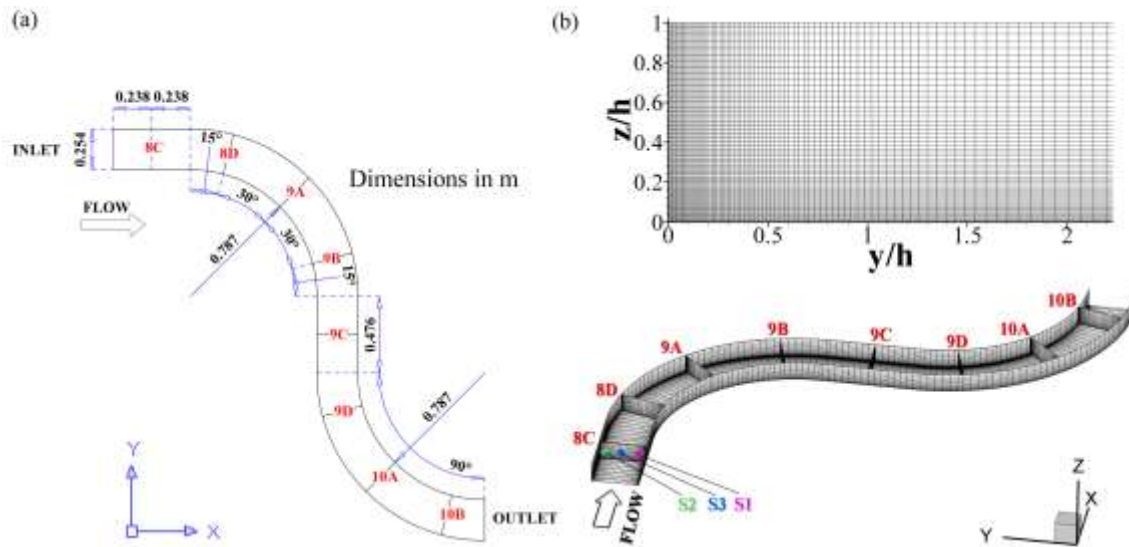 (a)
0.238 0.238
INLET
0.254
8C
15°
8D
30°
9A
Dimensions in m
FLOW
0.787
30°
9B
15°
9C
0.476
9D
0.787
90°
10A
10B
OUTLET
Y
X
(b)
1
0.8
0.6
0.4
0.2
0
z/h
0 0.5 1 1.5 2
y/h
10B
10A
9D
9C
9B
9A
8D
8C
S2 S3 S1
FLOW
Z
X
Y